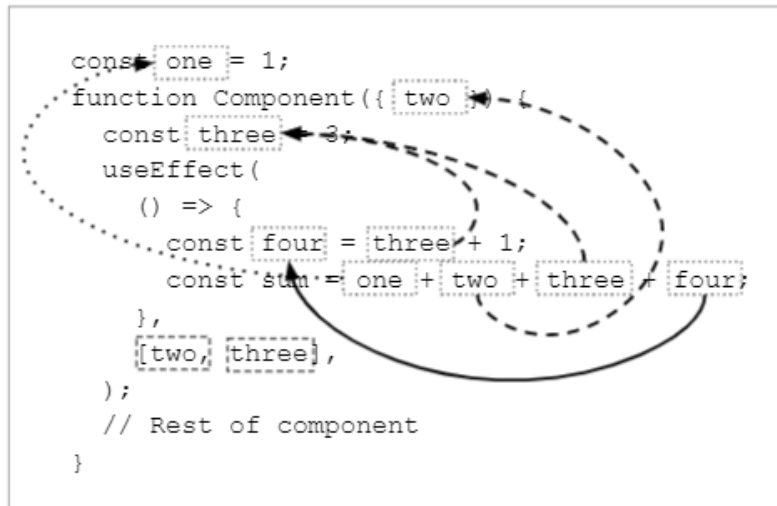 const one = 1;
function Component({ two }) {
const three = 3;
useEffect(
() => {
const four = three + 1;
const sum = one + two + three + four;
},
[two, three],
);
// Rest of component
}